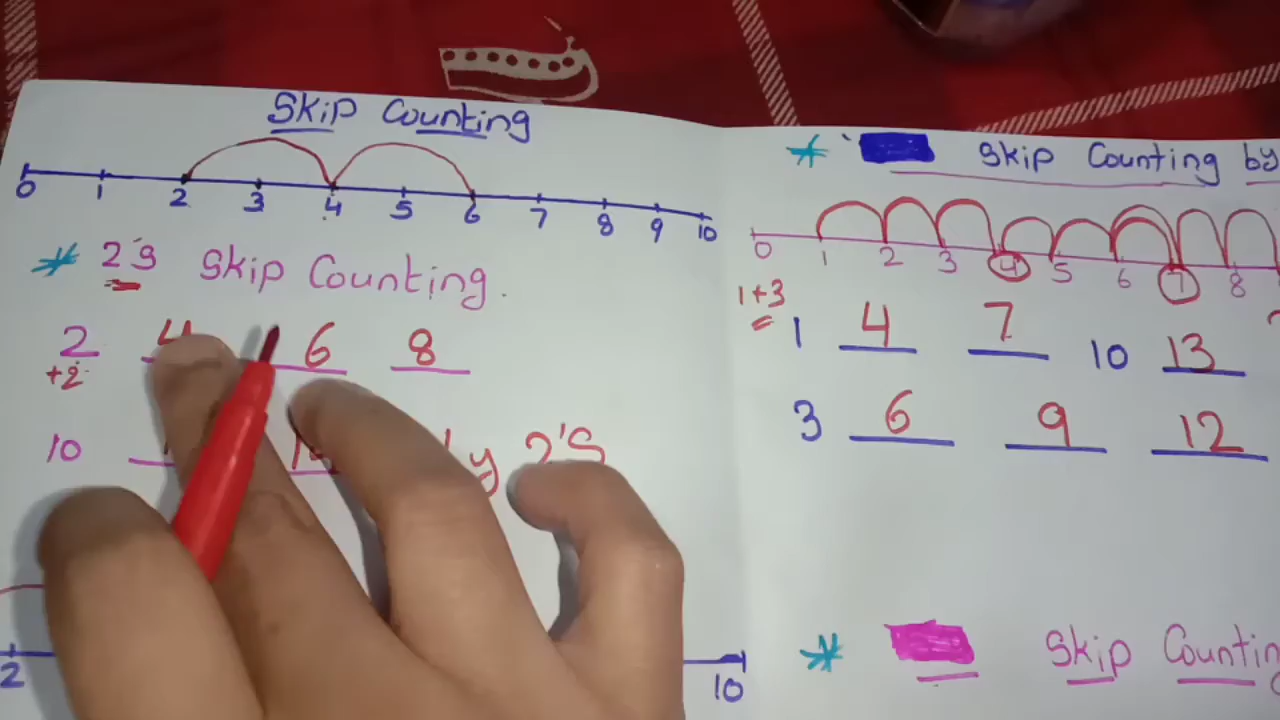 Skip Counting
0 1 2 3 4 5 6 7 8 9 10
2's Skip Counting.
2 4 6 8
+2
10 by 2's
2 10
Skip Counting by
0 1 2 3 4 5 6 7 8
1+3
1 4 7 10 13
3 6 9 12
Skip